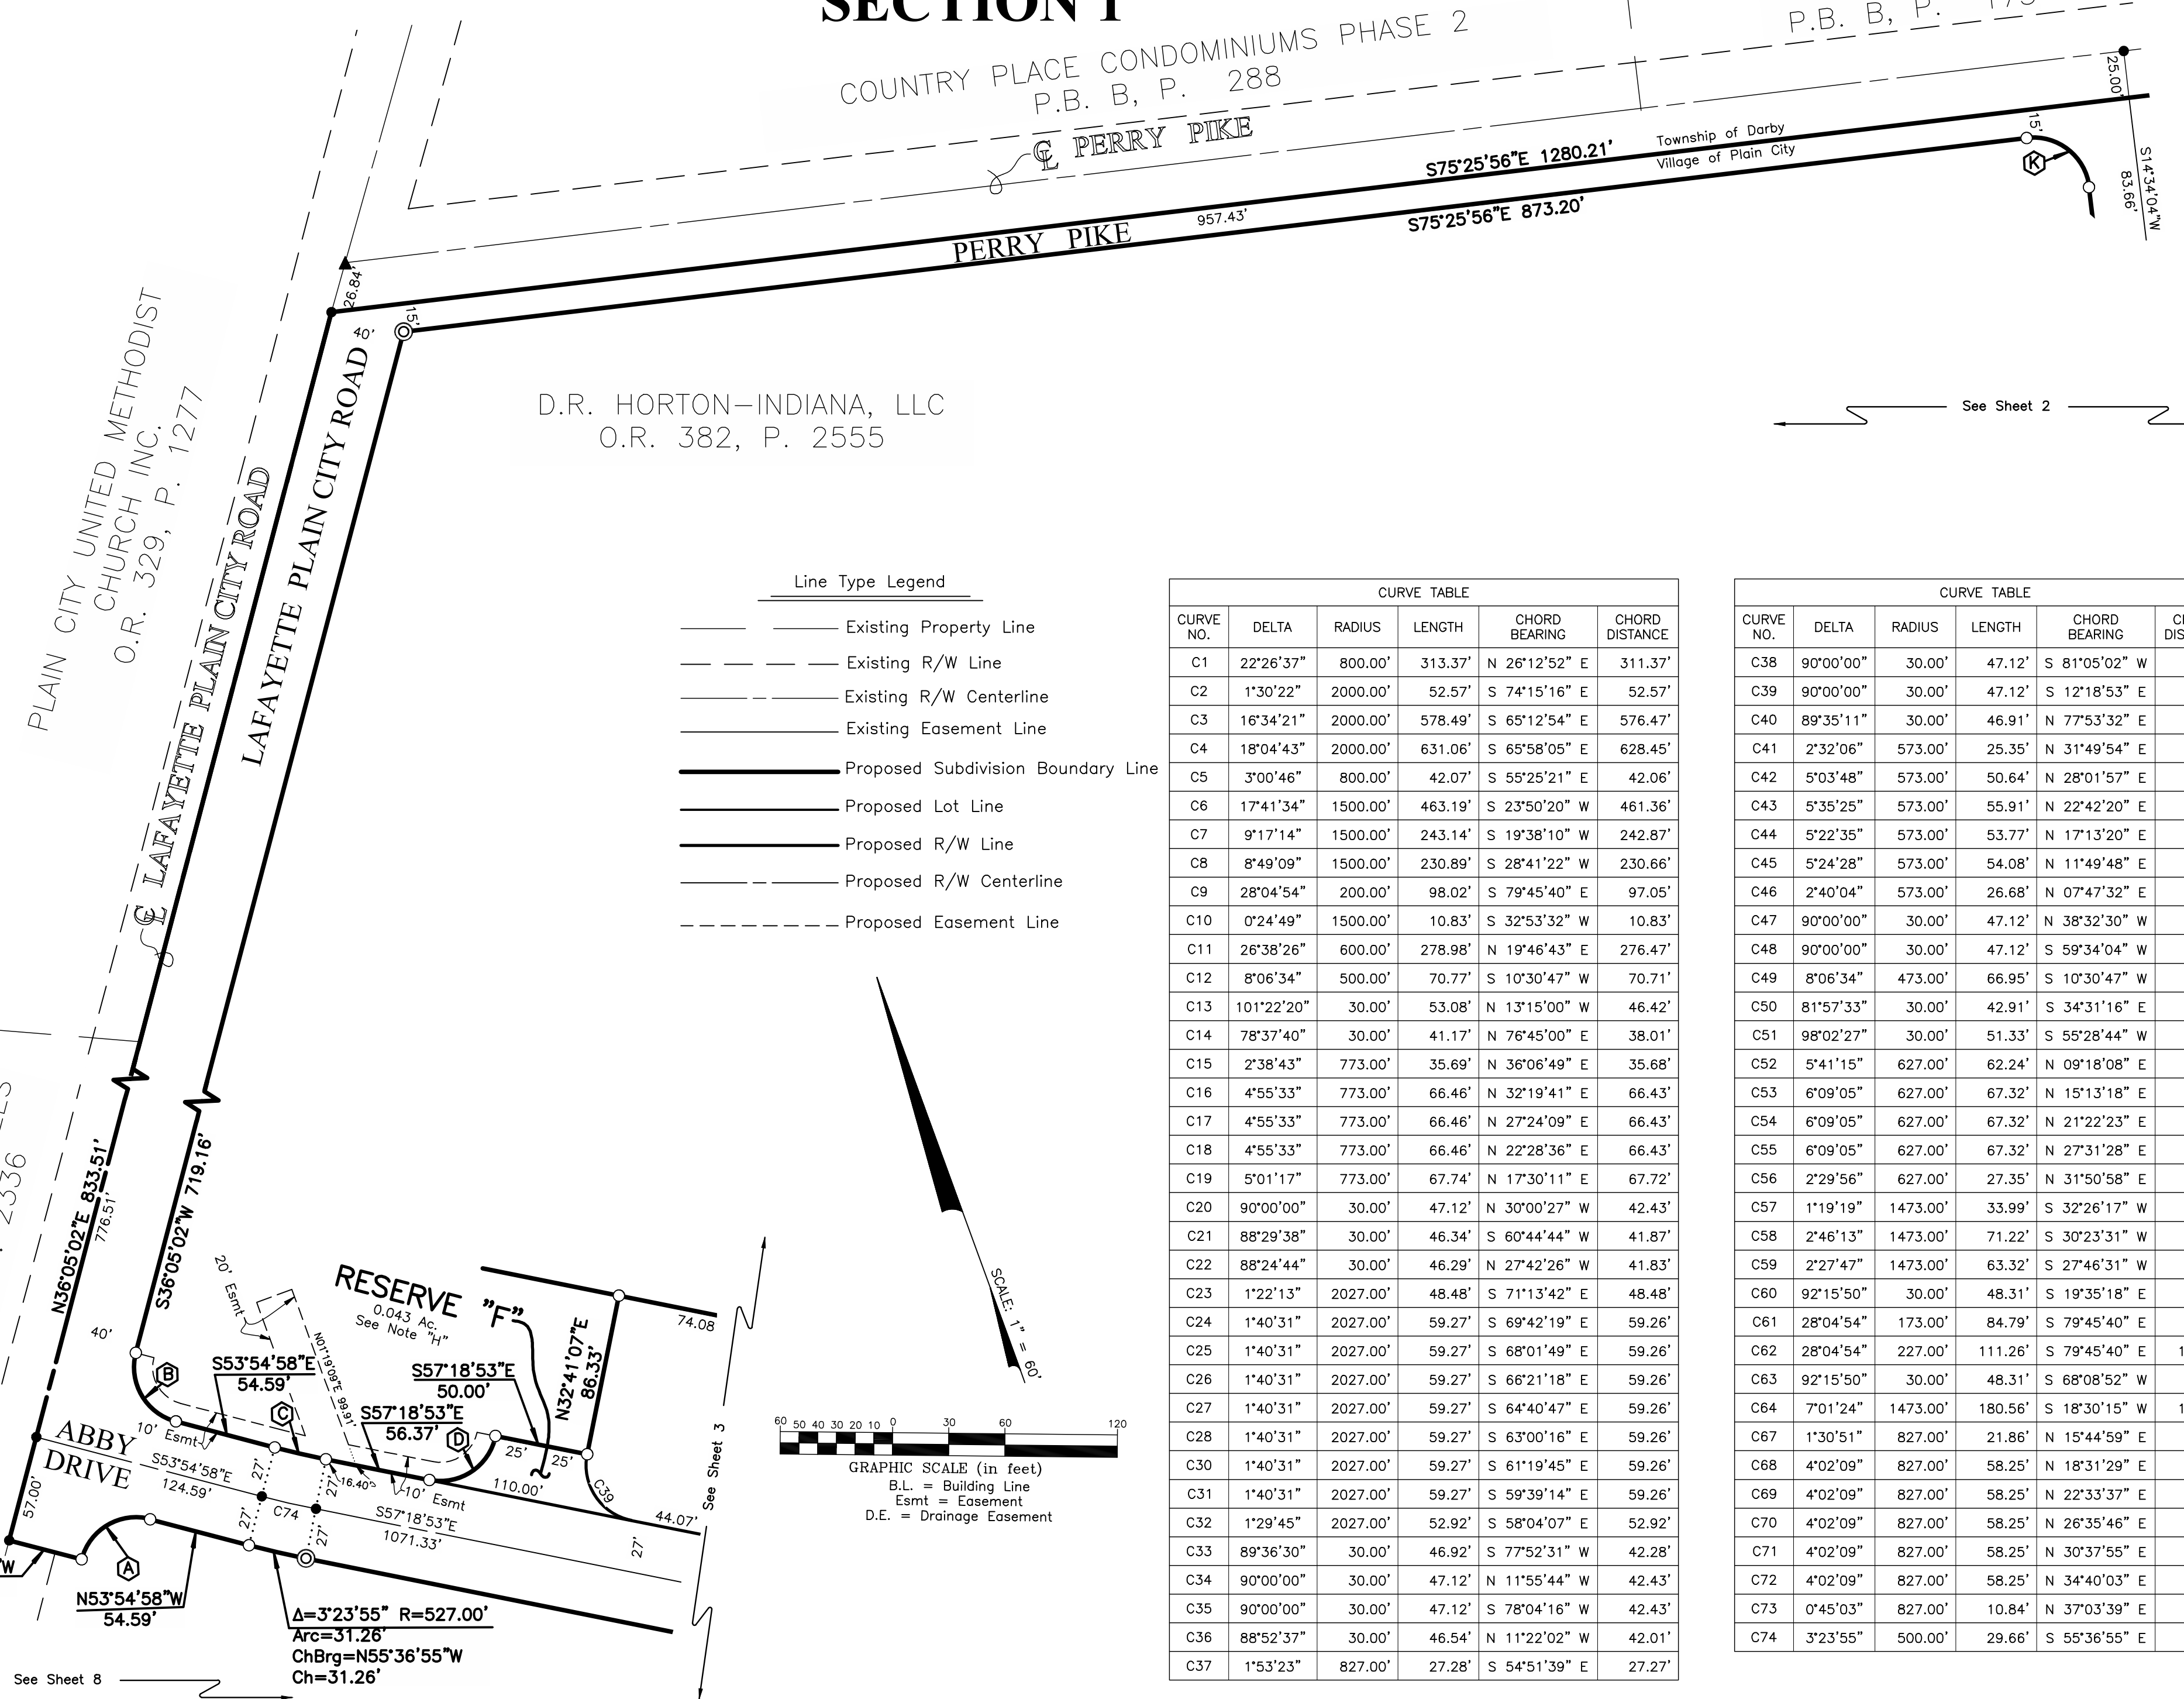 SECTION 1
COUNTRY PLACE CONDOMINIUMS PHASE 2
P.B. B, P. 288
P.B. B, P.
℄ PERRY PIKE
25.00'
15'
Township of Darby
Village of Plain City
S75°25'56"E 1280.21'
S75°25'56"E 873.20'
957.43'
PERRY PIKE
K
S14°34'04"W
83.66'
26.84'
15'
40'
PLAIN CITY UNITED METHODIST
CHURCH INC.
O.R. 329, P. 1277
℄ LAFAYETTE PLAIN CITY ROAD
LAFAYETTE PLAIN CITY ROAD
D.R. HORTON-INDIANA, LLC
O.R. 382, P. 2555
See Sheet 2
Line Type Legend
Existing Property Line
Existing R/W Line
Existing R/W Centerline
Existing Easement Line
Proposed Subdivision Boundary Line
Proposed Lot Line
Proposed R/W Line
Proposed R/W Centerline
Proposed Easement Line
CURVE TABLE
CURVE NO. DELTA RADIUS LENGTH CHORD BEARING CHORD DISTANCE
C1 22°26'37" 800.00' 313.37' N 26°12'52" E 311.37'
C2 1°30'22" 2000.00' 52.57' S 74°15'16" E 52.57'
C3 16°34'21" 2000.00' 578.49' S 65°12'54" E 576.47'
C4 18°04'43" 2000.00' 631.06' S 65°58'05" E 628.45'
C5 3°00'46" 800.00' 42.07' S 55°25'21" E 42.06'
C6 17°41'34" 1500.00' 463.19' S 23°50'20" W 461.36'
C7 9°17'14" 1500.00' 243.14' S 19°38'10" W 242.87'
C8 8°49'09" 1500.00' 230.89' S 28°41'22" W 230.66'
C9 28°04'54" 200.00' 98.02' S 79°45'40" E 97.05'
C10 0°24'49" 1500.00' 10.83' S 32°53'32" W 10.83'
C11 26°38'26" 600.00' 278.98' N 19°46'43" E 276.47'
C12 8°06'34" 500.00' 70.77' S 10°30'47" W 70.71'
C13 101°22'20" 30.00' 53.08' N 13°15'00" W 46.42'
C14 78°37'40" 30.00' 41.17' N 76°45'00" E 38.01'
C15 2°38'43" 773.00' 35.69' N 36°06'49" E 35.68'
C16 4°55'33" 773.00' 66.46' N 32°19'41" E 66.43'
C17 4°55'33" 773.00' 66.46' N 27°24'09" E 66.43'
C18 4°55'33" 773.00' 66.46' N 22°28'36" E 66.43'
C19 5°01'17" 773.00' 67.74' N 17°30'11" E 67.72'
C20 90°00'00" 30.00' 47.12' N 30°00'27" W 42.43'
C21 88°29'38" 30.00' 46.34' S 60°44'44" W 41.87'
C22 88°24'44" 30.00' 46.29' N 27°42'26" W 41.83'
C23 1°22'13" 2027.00' 48.48' S 71°13'42" E 48.48'
C24 1°40'31" 2027.00' 59.27' S 69°42'19" E 59.26'
C25 1°40'31" 2027.00' 59.27' S 68°01'49" E 59.26'
C26 1°40'31" 2027.00' 59.27' S 66°21'18" E 59.26'
C27 1°40'31" 2027.00' 59.27' S 64°40'47" E 59.26'
C28 1°40'31" 2027.00' 59.27' S 63°00'16" E 59.26'
C30 1°40'31" 2027.00' 59.27' S 61°19'45" E 59.26'
C31 1°40'31" 2027.00' 59.27' S 59°39'14" E 59.26'
C32 1°29'45" 2027.00' 52.92' S 58°04'07" E 52.92'
C33 89°36'30" 30.00' 46.92' S 77°52'31" W 42.28'
C34 90°00'00" 30.00' 47.12' N 11°55'44" W 42.43'
C35 90°00'00" 30.00' 47.12' S 78°04'16" W 42.43'
C36 88°52'37" 30.00' 46.54' N 11°22'02" W 42.01'
C37 1°53'23" 827.00' 27.28' S 54°51'39" E 27.27'
CURVE TABLE
CURVE NO. DELTA RADIUS LENGTH CHORD BEARING
C38 90°00'00" 30.00' 47.12' S 81°05'02" W
C39 90°00'00" 30.00' 47.12' S 12°18'53" E
C40 89°35'11" 30.00' 46.91' N 77°53'32" E
C41 2°32'06" 573.00' 25.35' N 31°49'54" E
C42 5°03'48" 573.00' 50.64' N 28°01'57" E
C43 5°35'25" 573.00' 55.91' N 22°42'20" E
C44 5°22'35" 573.00' 53.77' N 17°13'20" E
C45 5°24'28" 573.00' 54.08' N 11°49'48" E
C46 2°40'04" 573.00' 26.68' N 07°47'32" E
C47 90°00'00" 30.00' 47.12' N 38°32'30" W
C48 90°00'00" 30.00' 47.12' S 59°34'04" W
C49 8°06'34" 473.00' 66.95' S 10°30'47" W
C50 81°57'33" 30.00' 42.91' S 34°31'16" E
C51 98°02'27" 30.00' 51.33' S 55°28'44" W
C52 5°41'15" 627.00' 62.24' N 09°18'08" E
C53 6°09'05" 627.00' 67.32' N 15°13'18" E
C54 6°09'05" 627.00' 67.32' N 21°22'23" E
C55 6°09'05" 627.00' 67.32' N 27°31'28" E
C56 2°29'56" 627.00' 27.35' N 31°50'58" E
C57 1°19'19" 1473.00' 33.99' S 32°26'17" W
C58 2°46'13" 1473.00' 71.22' S 30°23'31" W
C59 2°27'47" 1473.00' 63.32' S 27°46'31" W
C60 92°15'50" 30.00' 48.31' S 19°35'18" E
C61 28°04'54" 173.00' 84.79' S 79°45'40" E
C62 28°04'54" 227.00' 111.26' S 79°45'40" E 1
C63 92°15'50" 30.00' 48.31' S 68°08'52" W
C64 7°01'24" 1473.00' 180.56' S 18°30'15" W 1
C67 1°30'51" 827.00' 21.86' N 15°44'59" E
C68 4°02'09" 827.00' 58.25' N 18°31'29" E
C69 4°02'09" 827.00' 58.25' N 22°33'37" E
C70 4°02'09" 827.00' 58.25' N 26°35'46" E
C71 4°02'09" 827.00' 58.25' N 30°37'55" E
C72 4°02'09" 827.00' 58.25' N 34°40'03" E
C73 0°45'03" 827.00' 10.84' N 37°03'39" E
C74 3°23'55" 500.00' 29.66' S 55°36'55" E
2336
N36°05'02"E 833.51'
776.51'
S36°05'02"W 719.16'
40'
20' Esmt
RESERVE "F"
0.043 Ac.
See Note "H"
N01°19'09"E 99.91'
S53°54'58"E
54.59'
S57°18'53"E
56.37'
S57°18'53"E
50.00'
N32°41'07"E
86.33'
74.08
B
C
D
10' Esmt
ABBY
DRIVE
S53°54'58"E
124.59'
57.00'
27'
27'
27'
27'
C74
16.40'
10' Esmt
25'
25'
110.00'
C39
S57°18'53"E
1071.33'
44.07'
27'
See Sheet 3
A
N53°54'58"W
54.59'
Δ=3°23'55" R=527.00'
Arc=31.26'
ChBrg=N55°36'55"W
Ch=31.26'
See Sheet 8
SCALE: 1" = 60'
60 50 40 30 20 10 0 30 60 120
GRAPHIC SCALE (in feet)
B.L. = Building Line
Esmt = Easement
D.E. = Drainage Easement